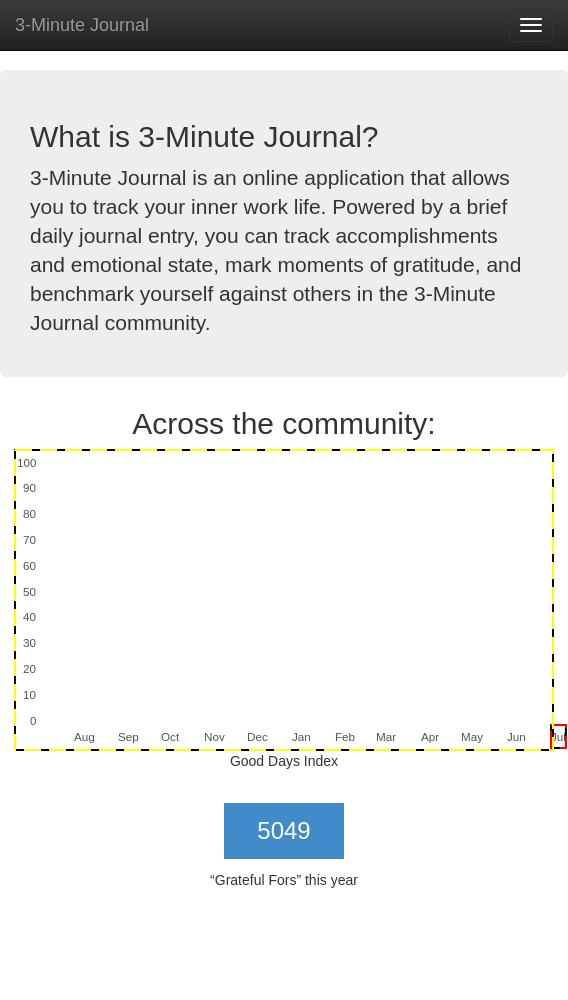 3-Minute Journal
What is 3-Minute Journal?
3-Minute Journal is an online application that allows
you to track your inner work life. Powered by a brief
daily journal entry, you can track accomplishments
and emotional state, mark moments of gratitude, and
benchmark yourself against others in the 3-Minute
Journal community.
Across the community:
100
90
80
70
60
50
40
30
20
10
0
Aug Sep Oct Nov Dec Jan Feb Mar Apr May Jun Jul
Good Days Index
5049
“Grateful Fors” this year